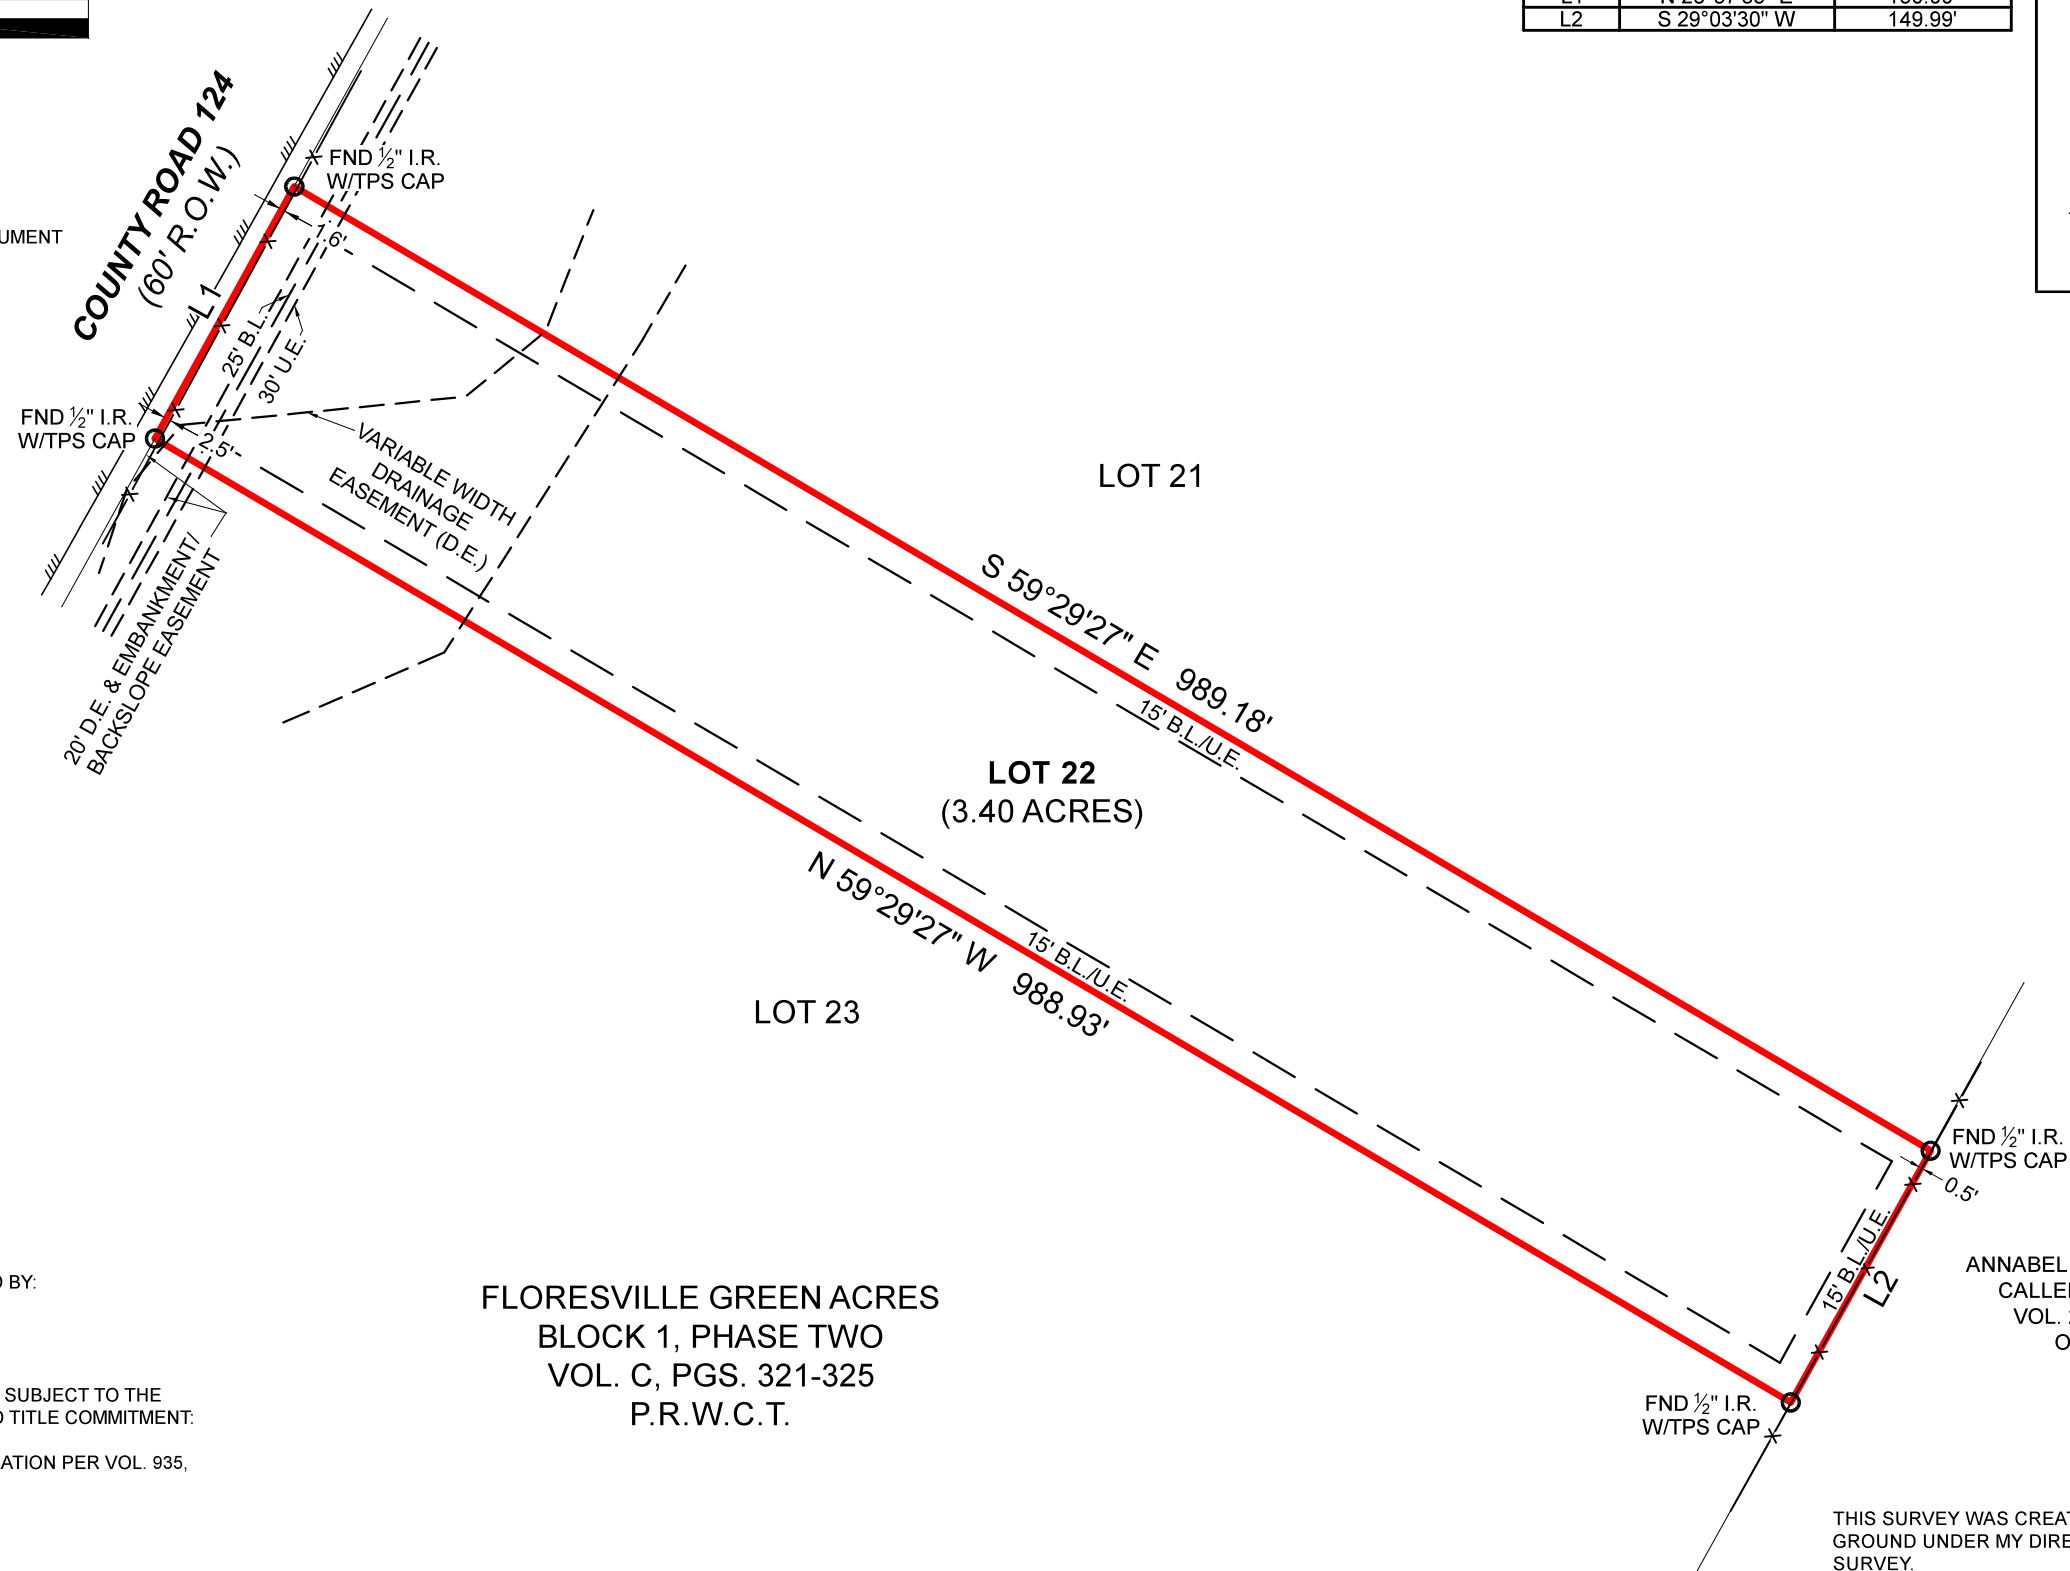 L2 S 29°03'30" W 149.99'
COUNTY ROAD 124
(60' R.O.W.)
FND ½" I.R.
W/TPS CAP
UMENT
1.6'
L1
25' B.L.
30' U.E.
FND ½" I.R.
W/TPS CAP
2.5'
VARIABLE WIDTH
DRAINAGE
EASEMENT (D.E.)
20' D.E. & EMBANKMENT/
BACKSLOPE EASEMENT
LOT 21
S 59°29'27" E 989.18'
15' B.L./U.E.
LOT 22
(3.40 ACRES)
N 59°29'27" W 988.93'
15' B.L./U.E.
LOT 23
FND ½" I.R.
W/TPS CAP
0.5'
15' B.L./U.E.
L2
ANNABEL
CALLE
VOL.
O
BY:
FLORESVILLE GREEN ACRES
BLOCK 1, PHASE TWO
VOL. C, PGS. 321-325
P.R.W.C.T.
SUBJECT TO THE
TITLE COMMITMENT:
ATION PER VOL. 935,
FND ½" I.R.
W/TPS CAP
THIS SURVEY WAS CREAT
GROUND UNDER MY DIRE
SURVEY.